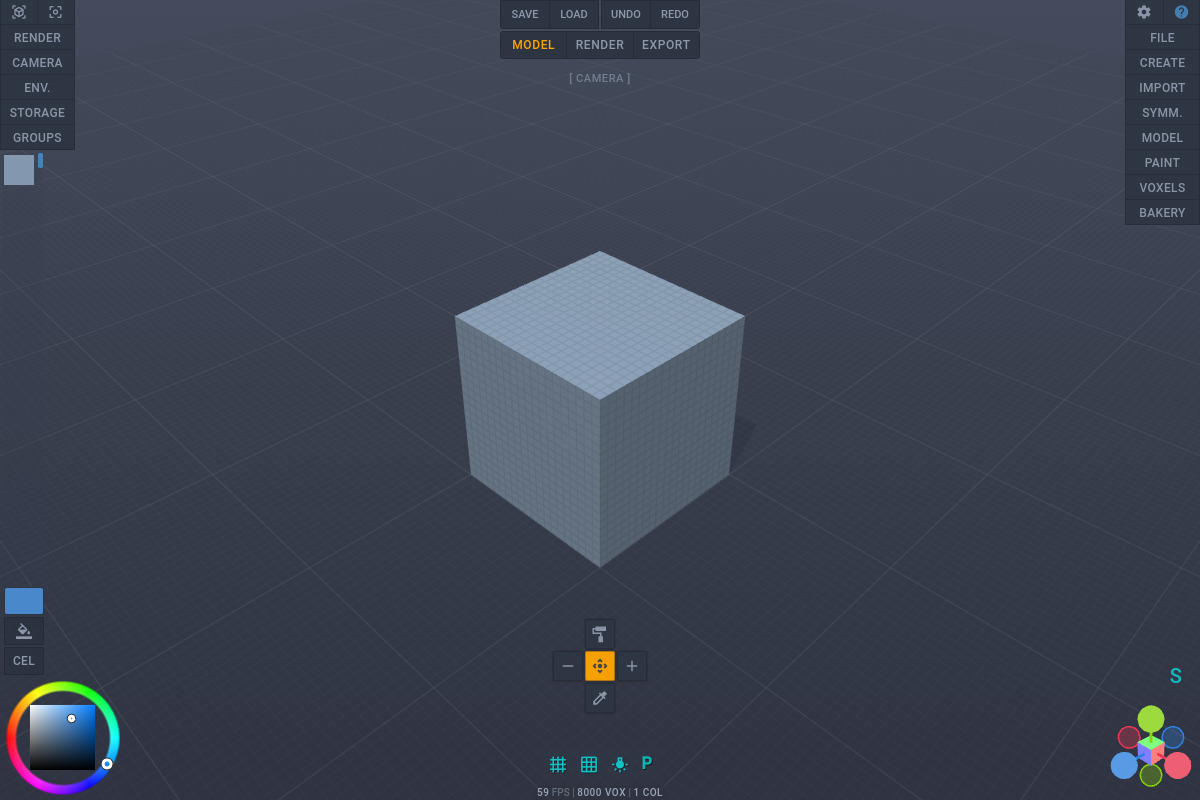 SAVE LOAD UNDO REDO
MODEL RENDER EXPORT
[ CAMERA ]
RENDER
CAMERA
ENV.
STORAGE
GROUPS
?
FILE
CREATE
IMPORT
SYMM.
MODEL
PAINT
VOXELS
BAKERY
CEL
S
P
59 FPS | 8000 VOX | 1 COL